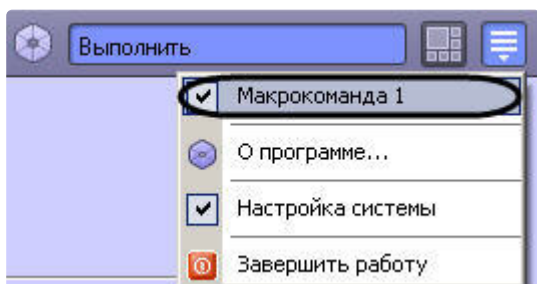 Выполнить
Макрокоманда 1
О программе...
Настройка системы
Завершить работу